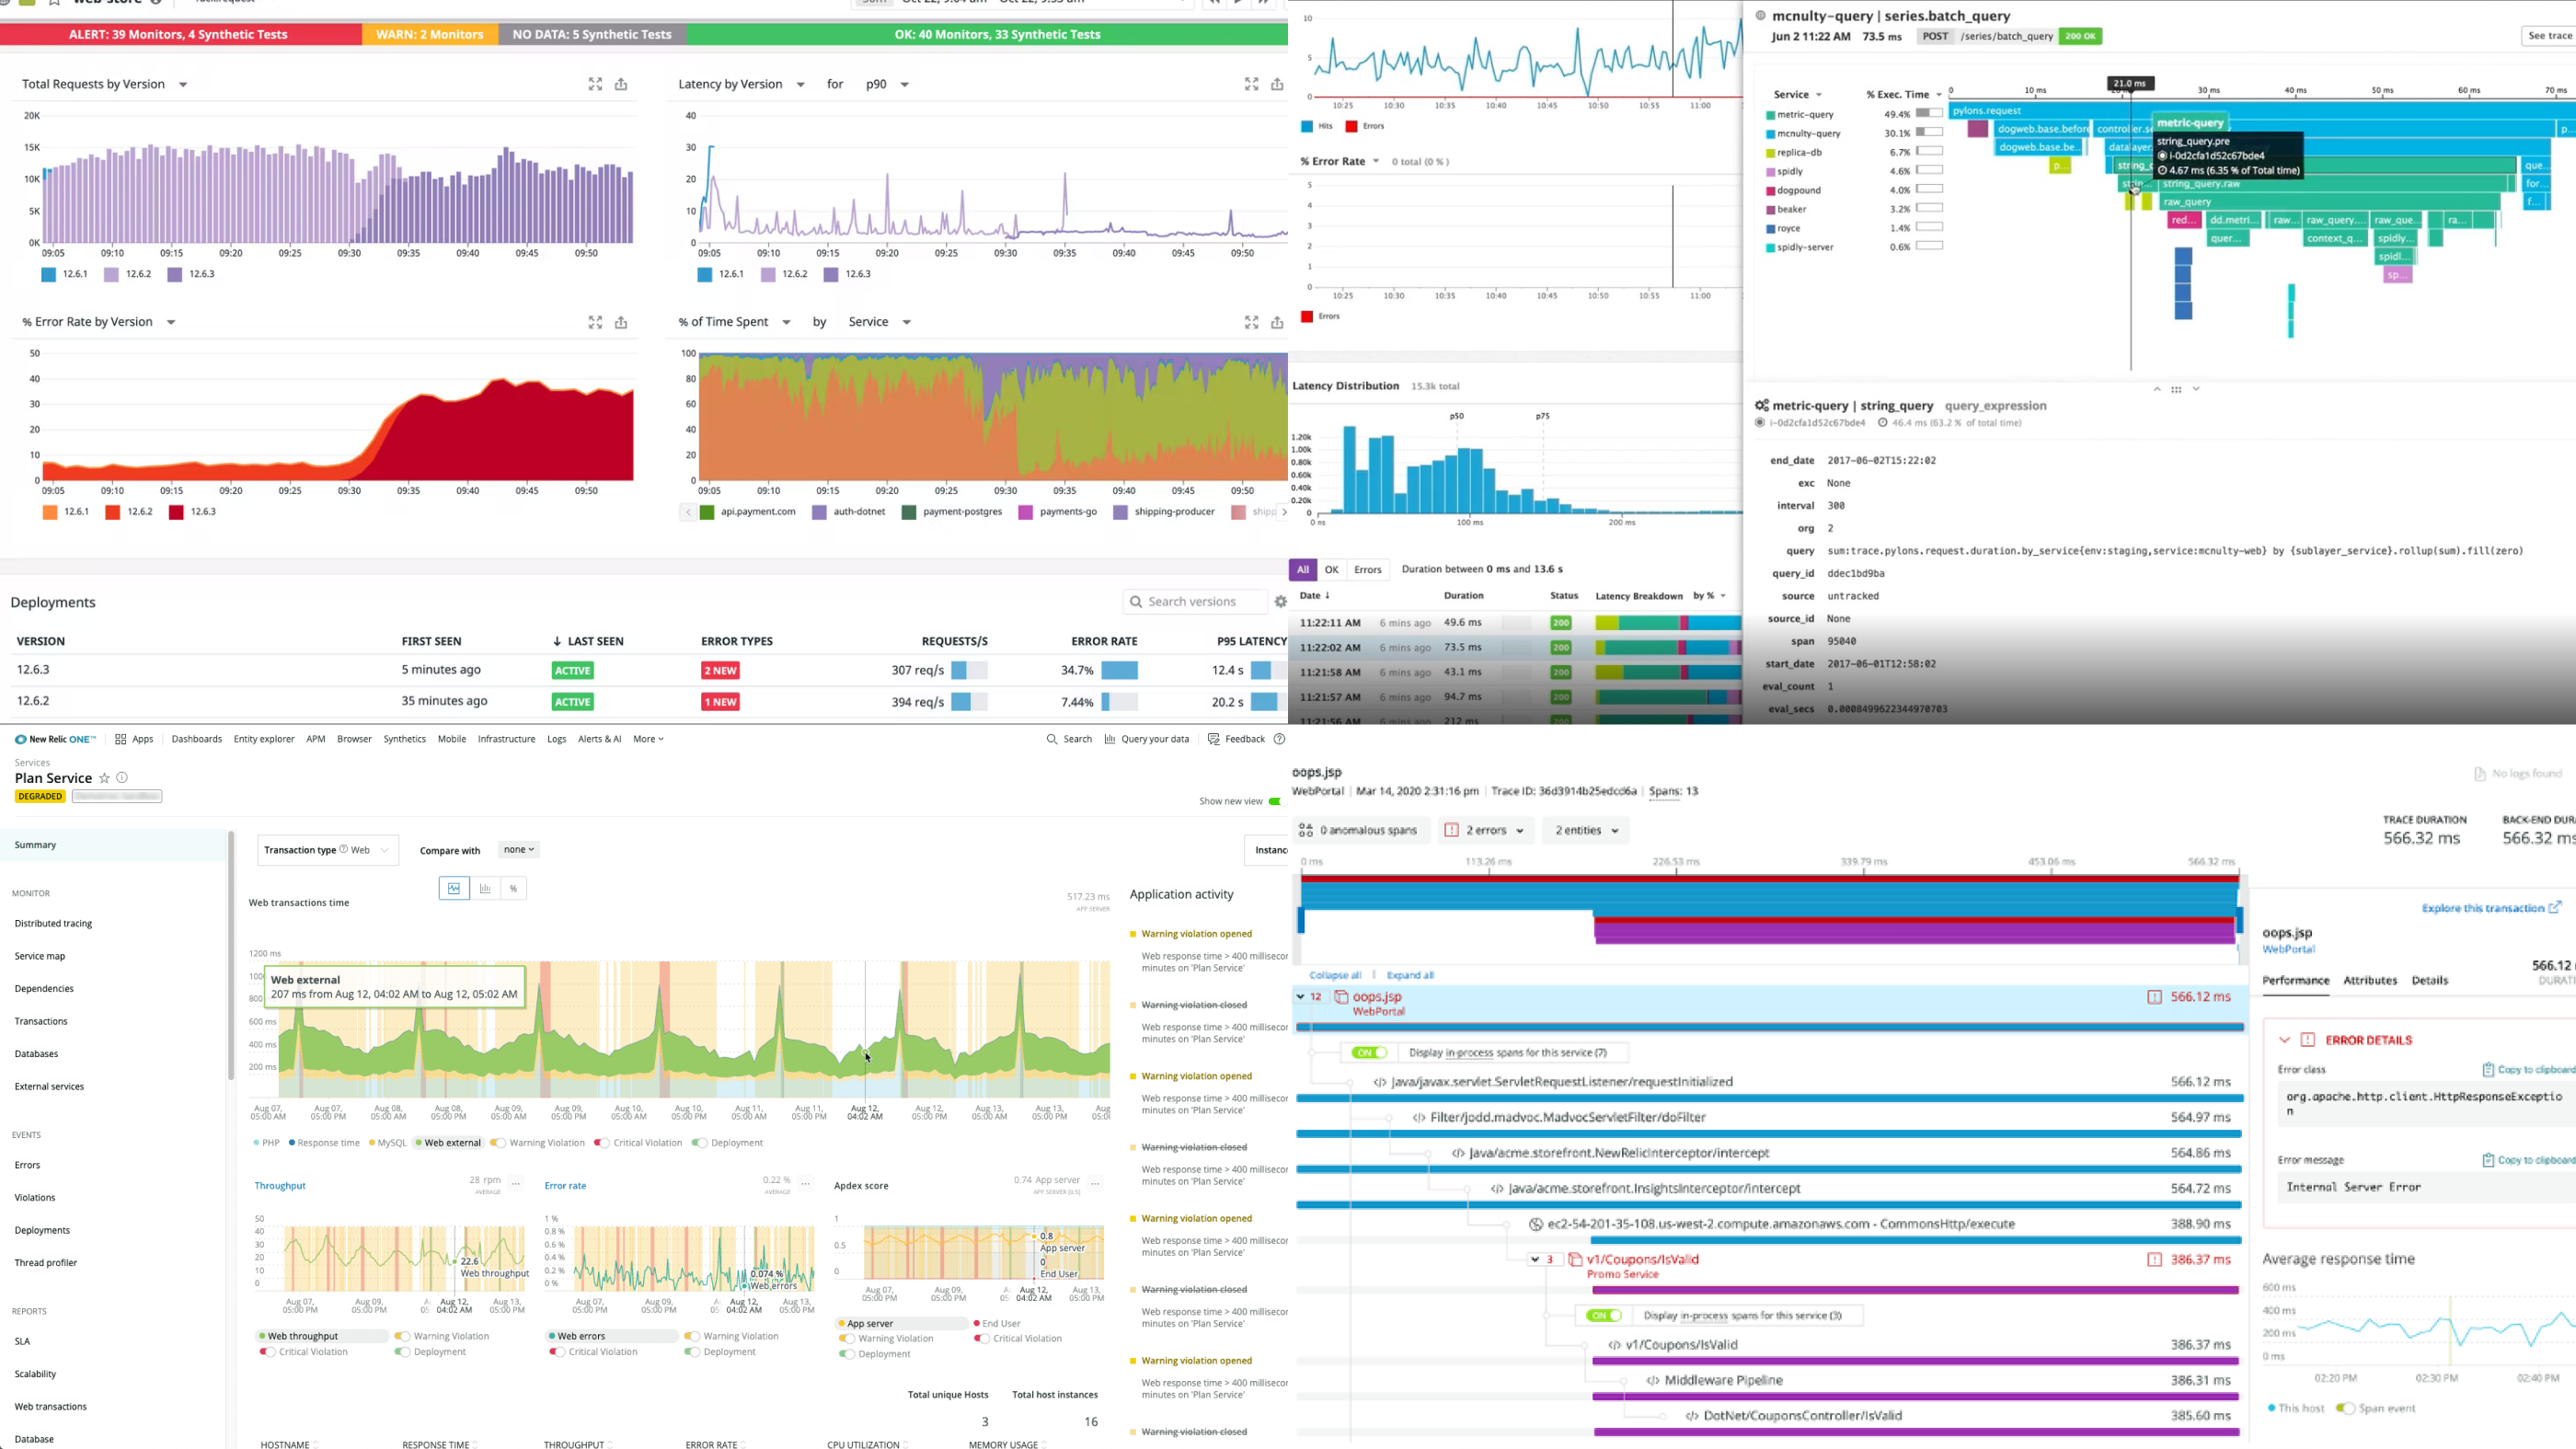 ALERT: 39 Monitors, 4 Synthetic Tests
WARN: 2 Monitors
NO DATA: 5 Synthetic Tests
OK: 40 Monitors, 33 Synthetic Tests
Total Requests by Version
20K
15K
10K
5K
0K
09:05 09:10 09:15 09:20 09:25 09:30 09:35 09:40 09:45 09:50
12.6.1 12.6.2 12.6.3
Latency by Version for p90
40
30
20
10
0
09:05 09:10 09:15 09:20 09:25 09:30 09:35 09:40 09:45 09:50
12.6.1 12.6.2 12.6.3
% Error Rate by Version
50
40
30
20
10
0
09:05 09:10 09:15 09:20 09:25 09:30 09:35 09:40 09:45 09:50
12.6.1 12.6.2 12.6.3
% of Time Spent by Service
100
80
60
40
20
0
09:05 09:10 09:15 09:20 09:25 09:30 09:35 09:40 09:45 09:50
api.payment.com auth-dotnet payment-postgres payments-go shipping-producer shipp
Deployments
Search versions
VERSION FIRST SEEN LAST SEEN ERROR TYPES REQUESTS/S ERROR RATE P95 LATENCY
12.6.3 5 minutes ago ACTIVE 2 NEW 307 req/s 34.7% 12.4 s
12.6.2 35 minutes ago ACTIVE 1 NEW 394 req/s 7.44% 20.2 s
10
5
0
10:25 10:30 10:35 10:40 10:45 10:50 10:55 11:00
Hits Errors
% Error Rate 0 total (0 %)
5
4
3
2
1
0
10:25 10:30 10:35 10:40 10:45 10:50 10:55 11:00
Errors
Latency Distribution 15.3k total
p50 p75
1.20k
1.00k
0.80k
0.60k
0.40k
0.20k
0
0 ns 100 ms 200 ms
All OK Errors Duration between 0 ms and 13.6 s
Date Duration Status Latency Breakdown by %
11:22:11 AM 6 mins ago 49.6 ms 200
11:22:02 AM 6 mins ago 73.5 ms 200
11:21:58 AM 6 mins ago 43.1 ms 200
11:21:57 AM 6 mins ago 94.7 ms 200
11:21:56 AM 6 mins ago 212 ms 200
mcnulty-query | series.batch_query
Jun 2 11:22 AM 73.5 ms POST /series/batch_query 200 OK
See trace
21.0 ms
Service % Exec. Time
0 10 ms 30 ms 40 ms 50 ms 60 ms 70 ms
metric-query 49.4%
mcnulty-query 30.1%
replica-db 6.7%
spidly 4.6%
dogpound 4.0%
beaker 3.2%
royce 1.4%
spidly-server 0.6%
pylons.request
dogweb.base.before controller.se p...
dogweb.base.be... datalayer
p... string_c que...
strin... string_query.raw for...
raw_query f...
red... dd.metri... raw... raw_query.... raw_que... ra...
quer... context_q... spidly...
spidl...
sp...
metric-query
string_query.pre
i-0d2cfa1d52c67bde4
4.67 ms (6.35 % of Total time)
metric-query | string_query query_expression
i-0d2cfa1d52c67bde4 46.4 ms (63.2 % of total time)
end_date 2017-06-02T15:22:02
exc None
interval 300
org 2
query sum:trace.pylons.request.duration.by_service{env:staging,service:mcnulty-web} by {sublayer_service}.rollup(sum).fill(zero)
query_id ddec1bd9ba
source untracked
source_id None
span 95040
start_date 2017-06-01T12:58:02
eval_count 1
eval_secs 0.0008499622344970703
New Relic ONE™ Apps Dashboards Entity explorer APM Browser Synthetics Mobile Infrastructure Logs Alerts & AI More
Search Query your data Feedback
Services
Plan Service
DEGRADED
Show new view
Summary
MONITOR
Distributed tracing
Service map
Dependencies
Transactions
Databases
External services
EVENTS
Errors
Violations
Deployments
Thread profiler
REPORTS
SLA
Scalability
Web transactions
Database
Transaction type Web
Compare with none
Instanc
%
Web transactions time
517.23 ms
APP SERVER
1200 ms
100
800
600 ms
400 ms
200 ms
Web external
207 ms from Aug 12, 04:02 AM to Aug 12, 05:02 AM
Aug 07, Aug 07, Aug 08, Aug 08, Aug 09, Aug 09, Aug 10, Aug 10, Aug 11, Aug 11, Aug 12, Aug 12, Aug 13, Aug 13, Aug
05:00 AM 05:00 PM 05:00 AM 05:00 PM 05:00 AM 05:00 PM 05:00 AM 05:00 PM 05:00 AM 05:00 PM 04:02 AM 05:00 PM 05:00 AM 05:00 PM 05:0
PHP Response time MySQL Web external Warning Violation Critical Violation Deployment
Throughput
28 rpm
AVERAGE
50
40
30
20
10
0
22.6
Web throughput
Aug 07, Aug 09, Aug 12, Aug 13,
05:00 PM 05:00 PM 05 04:02 AM 05:00 PM
Web throughput Warning Violation
Critical Violation Deployment
Error rate
0.22 %
AVERAGE
1 %
0.8 %
0.6 %
0.4 %
0.2 %
0 %
0.074 %
Web errors
Aug 07, Aug 09, Aug 12, Aug 13,
05:00 PM 05:00 PM 05 04:02 AM 05:00 PM
Web errors Warning Violation
Critical Violation Deployment
Apdex score
0.74 App server
APP SERVER [0.5]
1
0.5
0
0.8
App server
0
End User
Aug 07, Aug 09, Aug 12, Aug 13,
05:00 PM 05:00 PM 05 04:02 AM 05:00 PM
App server End User
Warning Violation Critical Violation
Deployment
Total unique Hosts Total host instances
3 16
HOSTNAME RESPONSE TIME THROUGHPUT ERROR RATE CPU UTILIZATION MEMORY USAGE
Application activity
Warning violation opened
Web response time > 400 millisecor
minutes on 'Plan Service'
Warning violation closed
Web response time > 400 millisecor
minutes on 'Plan Service'
Warning violation opened
Web response time > 400 millisecor
minutes on 'Plan Service'
Warning violation closed
Web response time > 400 millisecor
minutes on 'Plan Service'
Warning violation opened
Web response time > 400 millisecor
minutes on 'Plan Service'
Warning violation closed
Web response time > 400 millisecor
minutes on 'Plan Service'
Warning violation opened
Web response time > 400 millisecor
minutes on 'Plan Service'
Warning violation closed
oops.jsp
WebPortal | Mar 14, 2020 2:31:16 pm | Trace ID: 36d3914b25edcd6a | Spans: 13
No logs found
0 anomalous spans 2 errors 2 entities
TRACE DURATION BACK-END DURA
566.32 ms 566.32 ms
0 ms 113.26 ms 226.53 ms 339.79 ms 453.06 ms 566.32 ms
Collapse all | Expand all
12 oops.jsp 566.12 ms
WebPortal
ON Display in-process spans for this service (7)
Java/javax.servlet.ServletRequestListener/requestInitialized 566.12 ms
Filter/jodd.madvoc.MadvocServletFilter/doFilter 564.97 ms
Java/acme.storefront.NewRelicInterceptor/intercept 564.86 ms
Java/acme.storefront.InsightsInterceptor/intercept 564.72 ms
ec2-54-201-35-108.us-west-2.compute.amazonaws.com - CommonsHttp/execute 388.90 ms
3 v1/Coupons/IsValid 386.37 ms
Promo Service
ON Display in-process spans for this service (3)
v1/Coupons/IsValid 386.37 ms
Middleware Pipeline 386.31 ms
DotNet/CouponsController/IsValid 385.60 ms
Explore this transaction
oops.jsp
WebPortal
566.12
DURATI
Performance Attributes Details
ERROR DETAILS
Error class Copy to clipboard
org.apache.http.client.HttpResponseExceptio
n
Error message Copy to clipboard
Internal Server Error
Average response time
600 ms
400 ms
200 ms
0 ms
02:20 PM 02:30 PM 02:40 PM
This host Span event